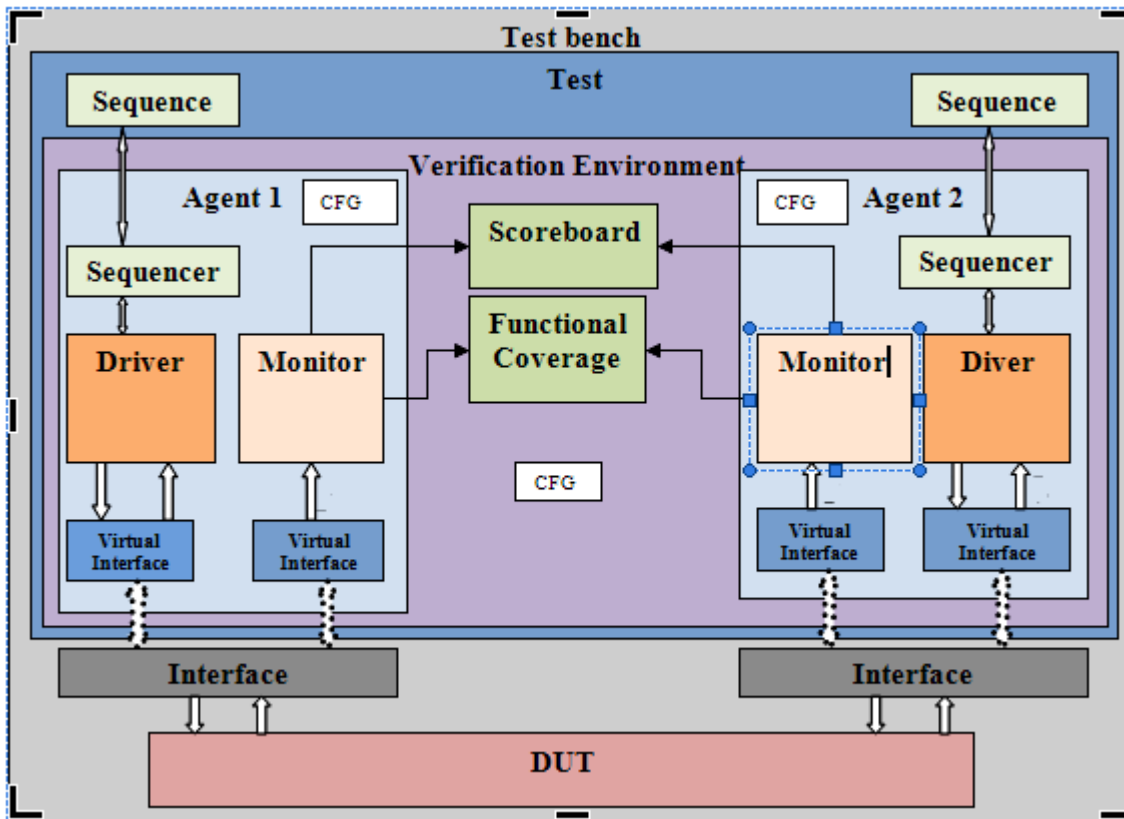 Test bench
Test
Sequence
Sequence
Verification Environment
Agent 1
CFG
CFG
Agent 2
Scoreboard
Sequencer
Sequencer
Functional
Coverage
Driver
Monitor
Monitor
Diver
CFG
Virtual
Interface
Virtual
Interface
Virtual
Interface
Virtual
Interface
Interface
Interface
DUT